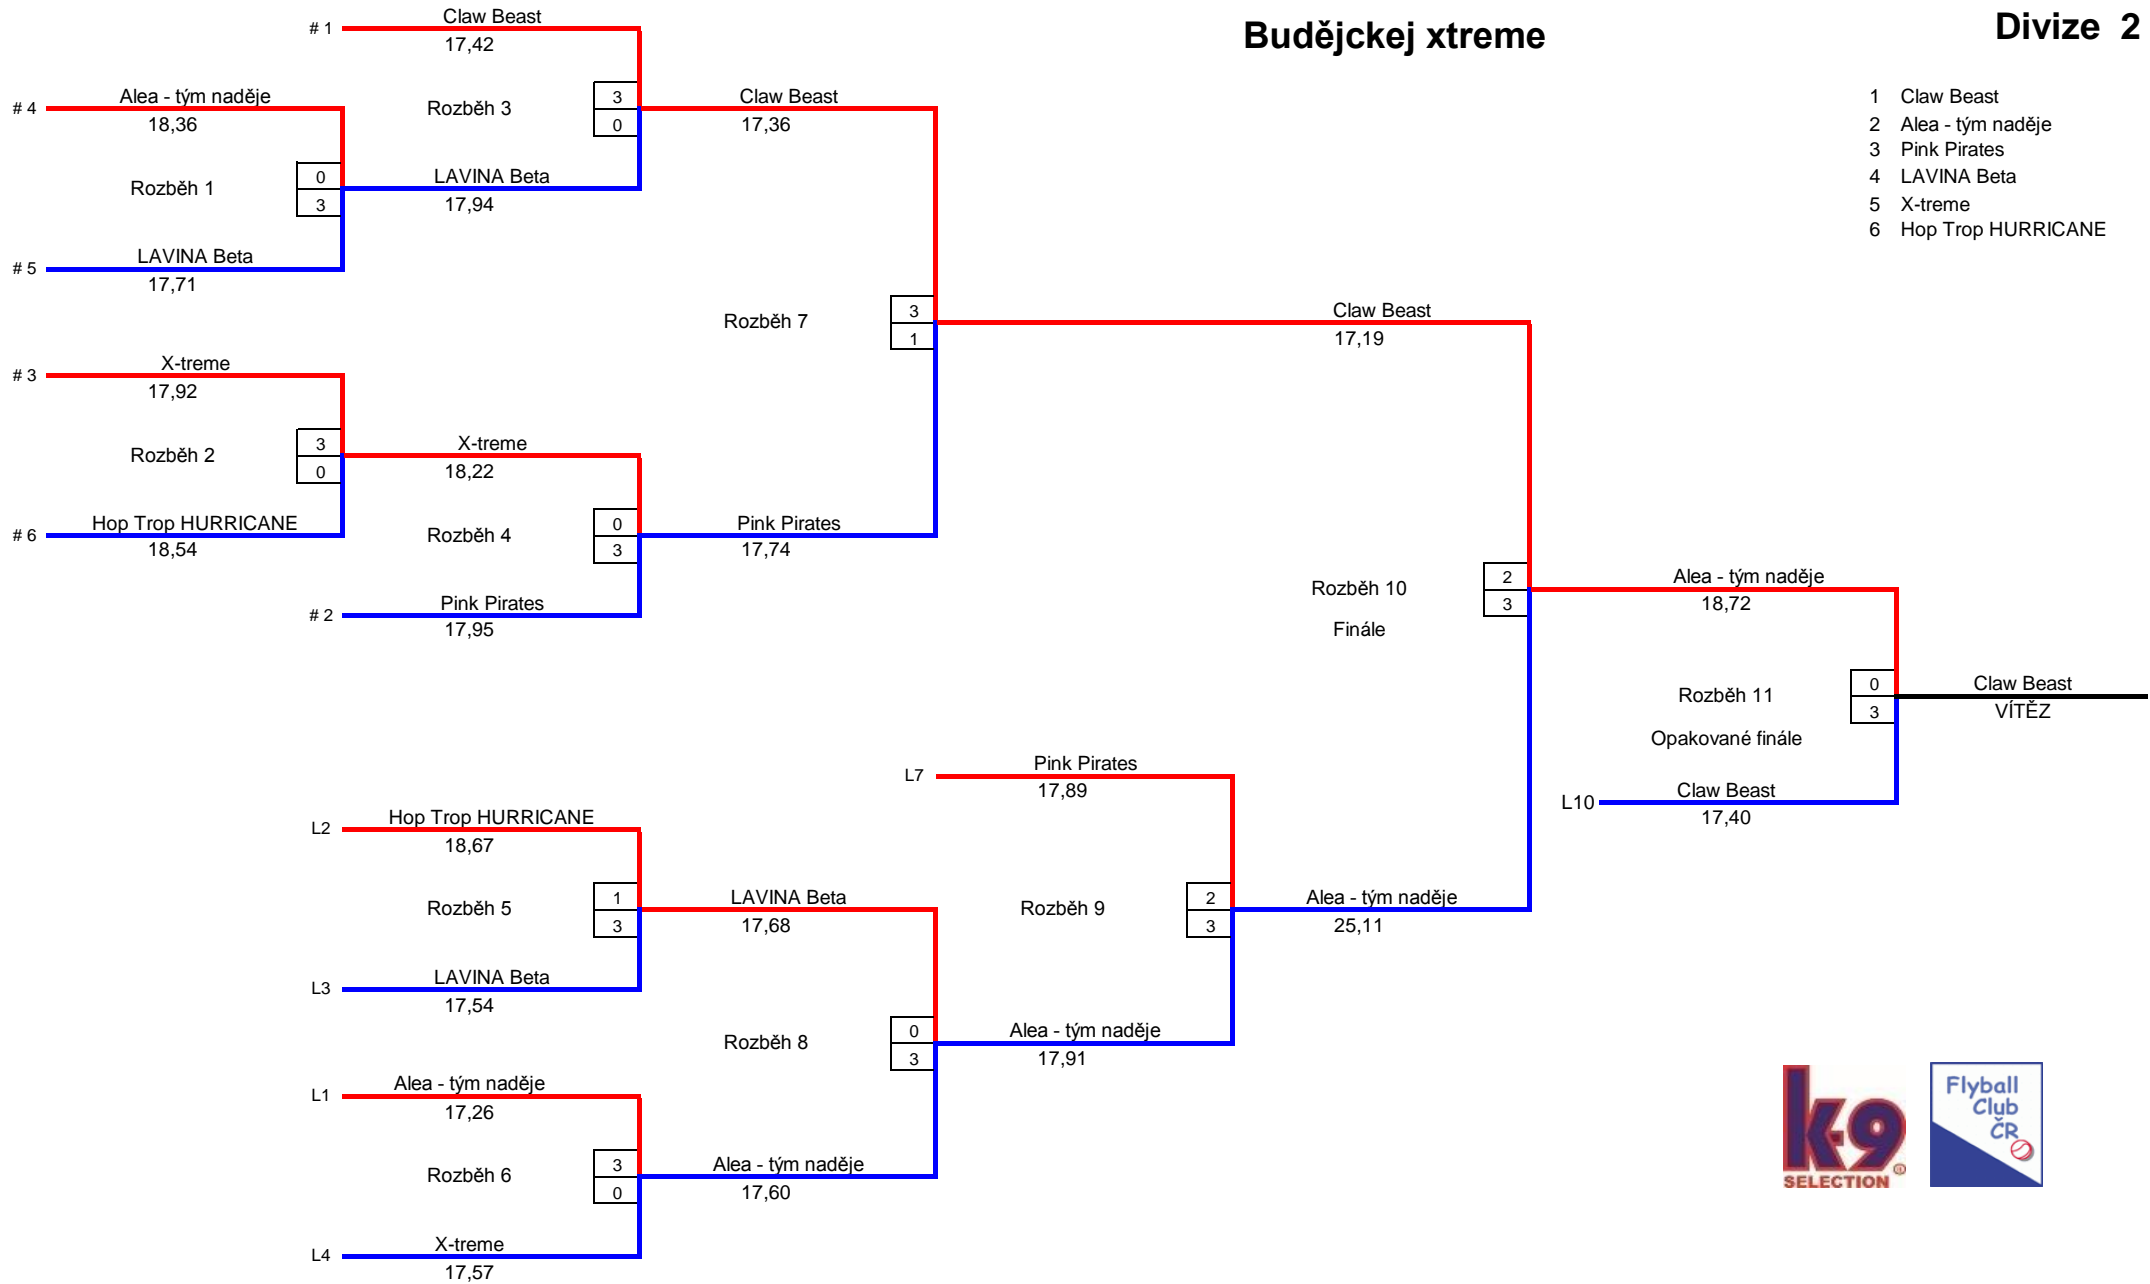 Budějckej xtreme
Divize 2
1 Claw Beast
2 Alea - tým naděje
3 Pink Pirates
4 LAVINA Beta
5 X-treme
6 Hop Trop HURRICANE
# 1
Claw Beast
17,42
# 4
Alea - tým naděje
18,36
Rozběh 1
0
3
# 5
LAVINA Beta
17,71
Rozběh 3
3
0
LAVINA Beta
17,94
Claw Beast
17,36
# 3
X-treme
17,92
Rozběh 2
3
0
# 6
Hop Trop HURRICANE
18,54
X-treme
18,22
Rozběh 4
0
3
# 2
Pink Pirates
17,95
Rozběh 7
3
1
Pink Pirates
17,74
Claw Beast
17,19
Rozběh 10
Finále
2
3
Alea - tým naděje
18,72
Rozběh 11
Opakované finále
0
3
Claw Beast
VÍTĚZ
L10
Claw Beast
17,40
L7
Pink Pirates
17,89
L2
Hop Trop HURRICANE
18,67
Rozběh 5
1
3
L3
LAVINA Beta
17,54
LAVINA Beta
17,68
Rozběh 9
2
3
Alea - tým naděje
25,11
Rozběh 8
0
3
Alea - tým naděje
17,91
L1
Alea - tým naděje
17,26
Rozběh 6
3
0
Alea - tým naděje
17,60
L4
X-treme
17,57
k-9
SELECTION
Flyball
Club
ČR